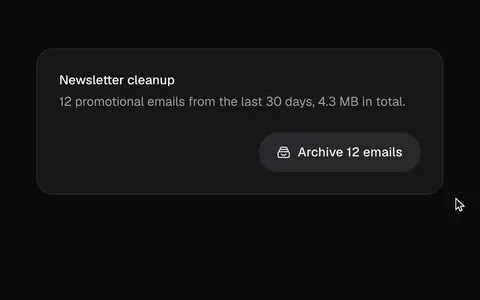 Newsletter cleanup
12 promotional emails from the last 30 days, 4.3 MB in total.
Archive 12 emails